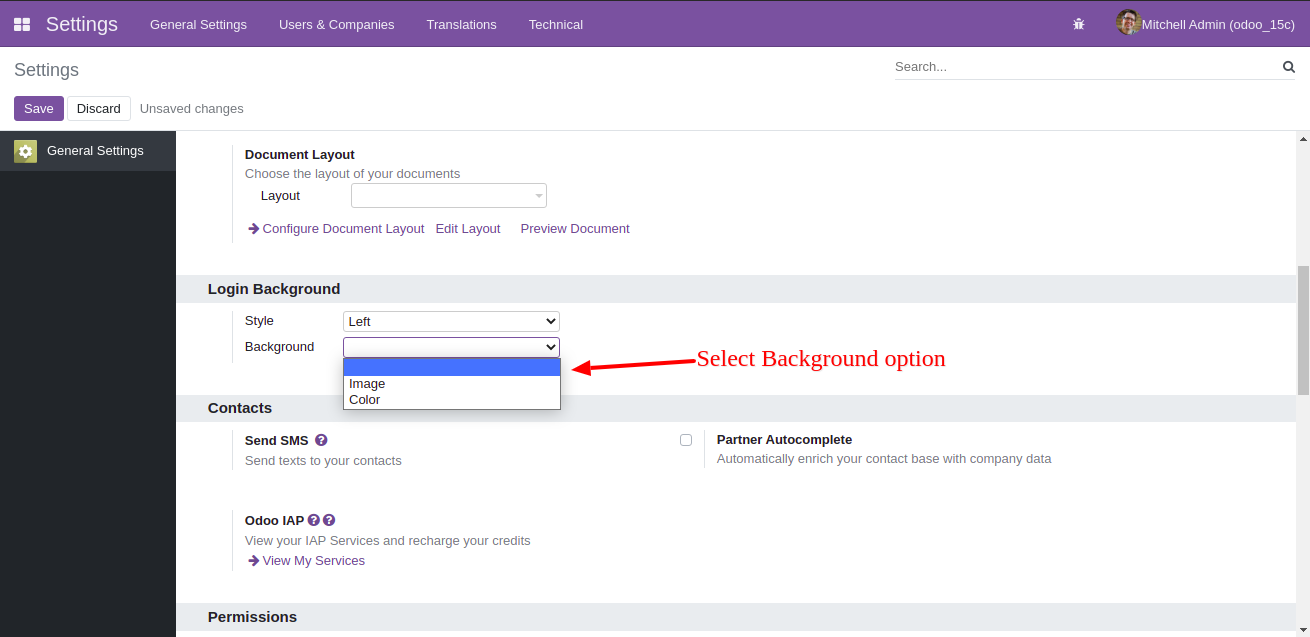 Settings General Settings Users & Companies Translations Technical Mitchell Admin (odoo_15c)
Settings Search...
Save Discard Unsaved changes
General Settings
Document Layout
Choose the layout of your documents
Layout
Configure Document Layout Edit Layout Preview Document
Login Background
Style Left
Background
Select Background option
Image
Color
Contacts
Send SMS ? Partner Autocomplete
Send texts to your contacts Automatically enrich your contact base with company data
Odoo IAP ? ?
View your IAP Services and recharge your credits
View My Services
Permissions